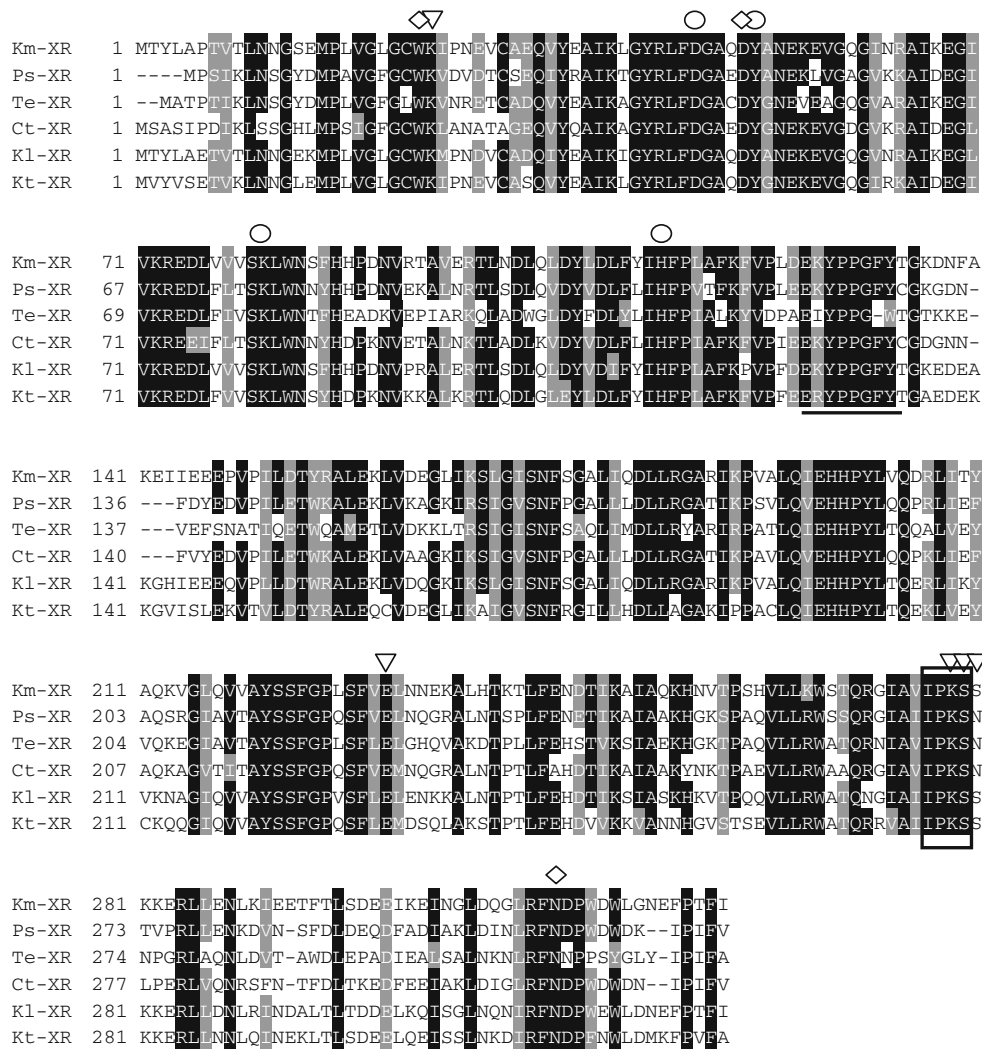 Km-XR 1 MTYLAPTVTLNNGSEMPLVGLGCWKIPNEVCAEQVYEAIKLGYRLFDGAQDYANEKEVGQGINRAIKEGI
Ps-XR 1 ----MPSIKLNSGYDMPAVGFGCWKVDVDTCSEQIYRAIKTGYRLFDGAEDYANEKLVGAGVKKAIDEGI
Te-XR 1 --MATPTIKLNSGYDMPLVGFGLWKVNRETCADQVYEAIKAGYRLFDGACDYGNEVEAGQGVARAIKEGI
Ct-XR 1 MSASIPDIKLSSGHLMPSIGFGCWKLANATAGEQVYQAIKAGYRLFDGAEDYGNEKEVGDGVKRAIDEGL
Kl-XR 1 MTYLAETVTLNNGEKMPLVGLGCWKMPNDVCADQIYEAIKIGYRLFDGAQDYGNEKEVGQGVNRAIKEGL
Kt-XR 1 MVYVSETVKLNNGLEMPLVGLGCWKIPNEVCASQVYEAIKLGYRLFDGAQDYGNEKEVGQGIRKAIDEGI
Km-XR 71 VKREDLVVVSKLWNSFHHPDNVRTAVERTLNDLQLDYLDLFYIHFPLAFKFVPLDEKYPPGFYTGKDNFA
Ps-XR 67 VKREDLFLTSKLWNNYHHPDNVEKALNRTLSDLQVDYVDLFLIHFPVTFKFVPLEEKYPPGFYCGKGDN-
Te-XR 69 VKREDLFIVSKLWNTFHEADKVEPIARKQLADWGLDYFDLYLIHFPIALKYVDPAEIYPPG-WTGTKKE-
Ct-XR 71 VKREEIFLTSKLWNNYHDPKNVETALNKTLADLKVDYVDLFLIHFPIAFKFVPIEEKYPPGFYCGDGNN-
Kl-XR 71 VKREDLVVVSKLWNSFHHPDNVPRALERTLSDLQLDYVDIFYIHFPLAFKPVPFDEKYPPGFYTGKEDEA
Kt-XR 71 VKREDLFVVSKLWNSYHDPKNVKKALKRTLQDLGLEYLDLFYIHFPLAFKFVPFEERYPPGFYTGAEDEK
Km-XR 141 KEIIEEEPVPILDTYRALEKLVDEGLIKSLGISNFSGALIQDLLRGARIKPVALQIEHHPYLVQDRLITY
Ps-XR 136 ---FDYEDVPILETWKALEKLVKAGKIRSIGVSNFPGALLLDLLRGATIKPSVLQVEHHPYLQQPRLIEF
Te-XR 137 ---VEFSNATIQETWQAMETLVDKKLTRSIGISNFSAQLIMDLLRYARIRPATLQIEHHPYLTQQALVEY
Ct-XR 140 ---FVYEDVPILETWKALEKLVAAGKIKSIGVSNFPGALLLDLLRGATIKPAVLQVEHHPYLQQPKLIEF
Kl-XR 141 KGHIEEEQVPLLDTWRALEKLVDQGKIKSLGISNFSGALIQDLLRGARIKPVALQIEHHPYLTQERLIKY
Kt-XR 141 KGVISLEKVTVLDTYRALEQCVDEGLIKAIGVSNFRGILLHDLLAGAKIPPACLQIEHHPYLTQEKLVEY
Km-XR 211 AQKVGLQVVAYSSFGPLSFVELNNEKALHTKTLFENDTIKAIAQKHNVTPSHVLLKWSTQRGIAVIPKSS
Ps-XR 203 AQSRGIAVTAYSSFGPQSFVELNQGRALNTSPLFENETIKAIAAKHGKSPAQVLLRWSSQRGIAIIPKSN
Te-XR 204 VQKEGIAVTAYSSFGPLSFLELGHQVAKDTPLLFEHSTVKSIAEKHGKTPAQVLLRWATQRNIAVIPKSN
Ct-XR 207 AQKAGVTITAYSSFGPQSFVEMNQGRALNTPTLFAHDTIKAIAAKYNKTPAEVLLRWAAQRGIAVIPKSN
Kl-XR 211 VKNAGIQVVAYSSFGPVSFLELENKKALNTPTLFEHDTIKSIASKHKVTPQQVLLRWATQNGIAIIPKSS
Kt-XR 211 CKQQGIQVVAYSSFGPQSFLEMDSQLAKSTPTLFEHDVVKKVANNHGVSTSEVLLRWATQRRVAIIPKSS
Km-XR 281 KKERLLENLKIEETFTLSDEEIKEINGLDQGLRFNDPWDWLGNEFPTFI
Ps-XR 273 TVPRLLENKDVN-SFDLDEQDFADIAKLDINLRFNDPWDWDK--IPIFV
Te-XR 274 NPGRLAQNLDVT-AWDLEPADIEALSALNKNLRFNNPPSYGLY-IPIFA
Ct-XR 277 LPERLVQNRSFN-TFDLTKEDFEEIAKLDIGLRFNDPWDWDN--IPIFV
Kl-XR 281 KKERLLDNLRINDALTLTDDELKQISGLNQNIRFNDPWEWLDNEFPTFI
Kt-XR 281 KKERLLNNLQINEKLTLSDEELQEISSLNKDIRFNDPFNWLDMKFPVFA